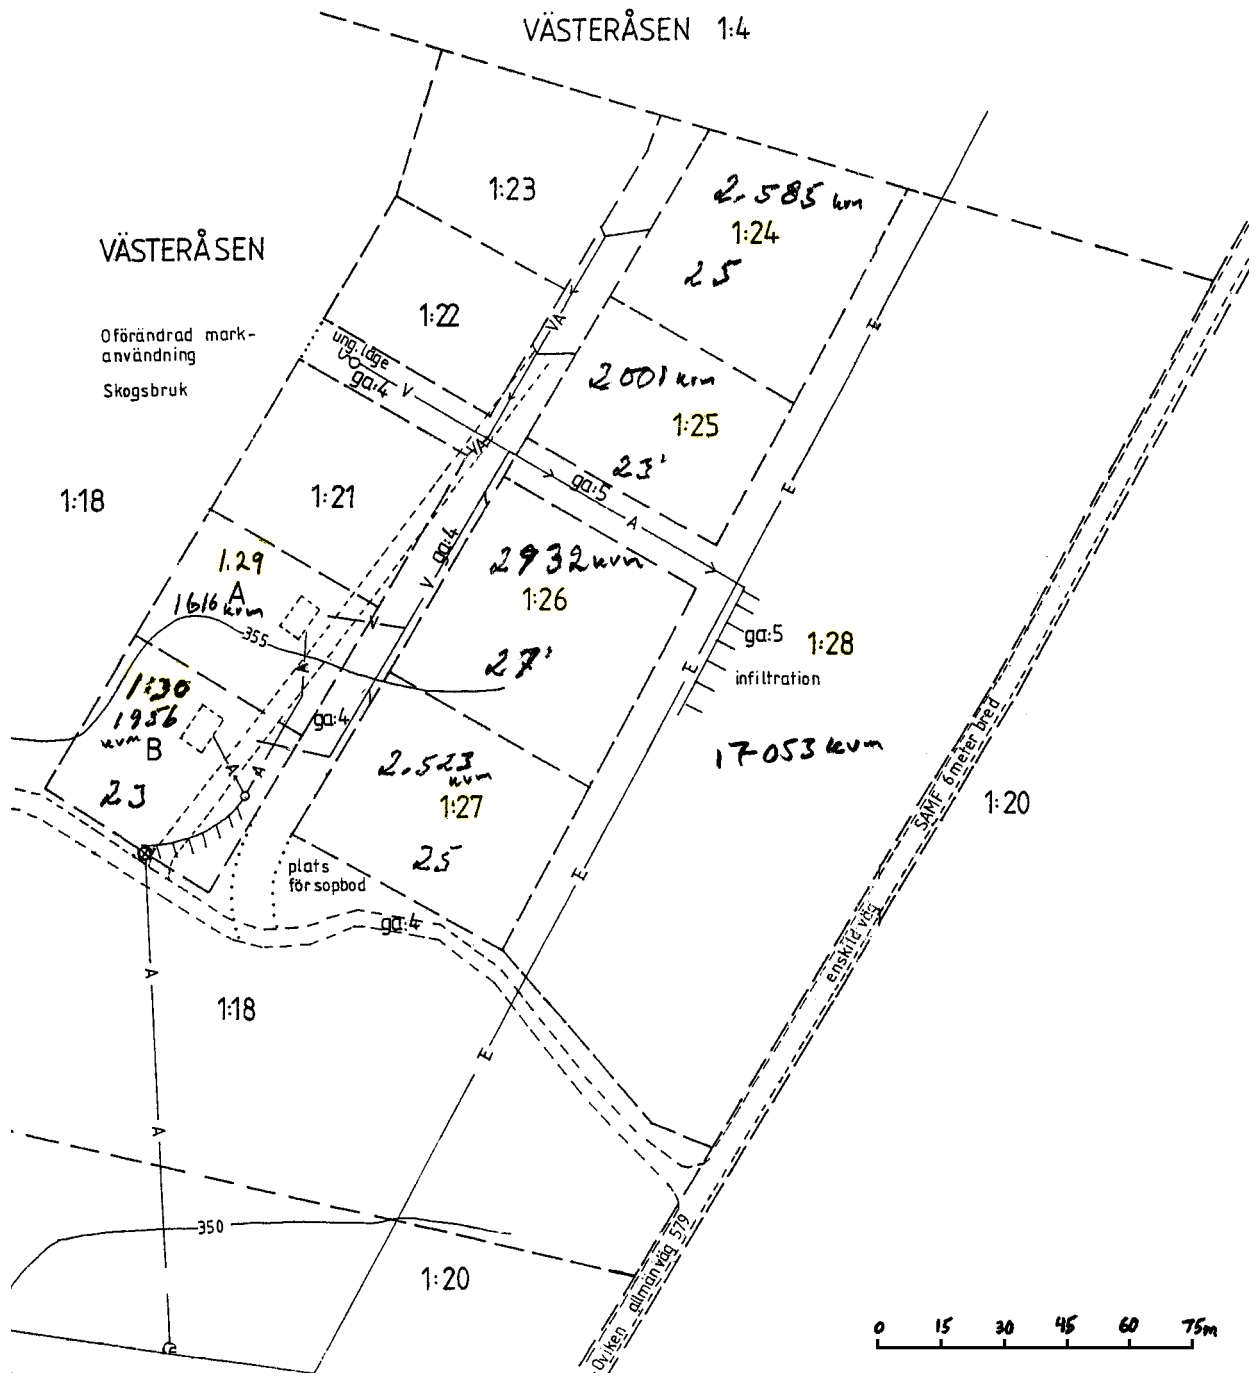 VÄSTERÅSEN 1:4
1:23
2.585 kvm
1:24
25
VÄSTERÅSEN
Oförändrad mark-
användning
Skogsbruk
1:22
ung. läge
V
ga:4
V
V
VA
VA
E
2001 kvm
1:25
23
ga:5
A
E
1:18
1:21
ga:4
V
2932 kvm
1:26
27
1.29
A
1616 kvm
355
V
A
ga:5
infiltration
1:28
E
17053 kvm
1:30
1956
kvm B
23
A
A
ga:4
2.523
kvm
1:27
25
SAMF 6 meter bred
1:20
E
plats
för sopbod
ga:4
enskild väg
A
1:18
E
A
350
1:20
Oviken allmän väg 579
0 15 30 45 60 75m